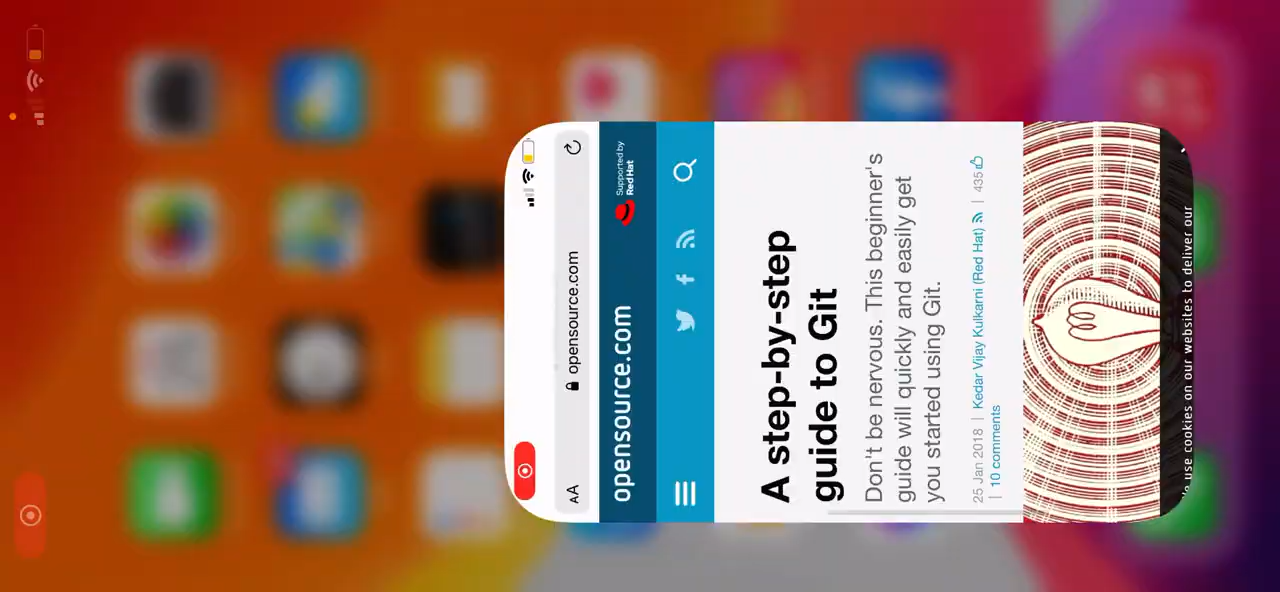 AA
opensource.com
opensource.com
Supported by
Red Hat
A step-by-step
guide to Git
Don't be nervous. This beginner's
guide will quickly and easily get
you started using Git.
25 Jan 2018 | Kedar Vijay Kulkarni (Red Hat) | 435
| 10 comments
use cookies on our websites to deliver our